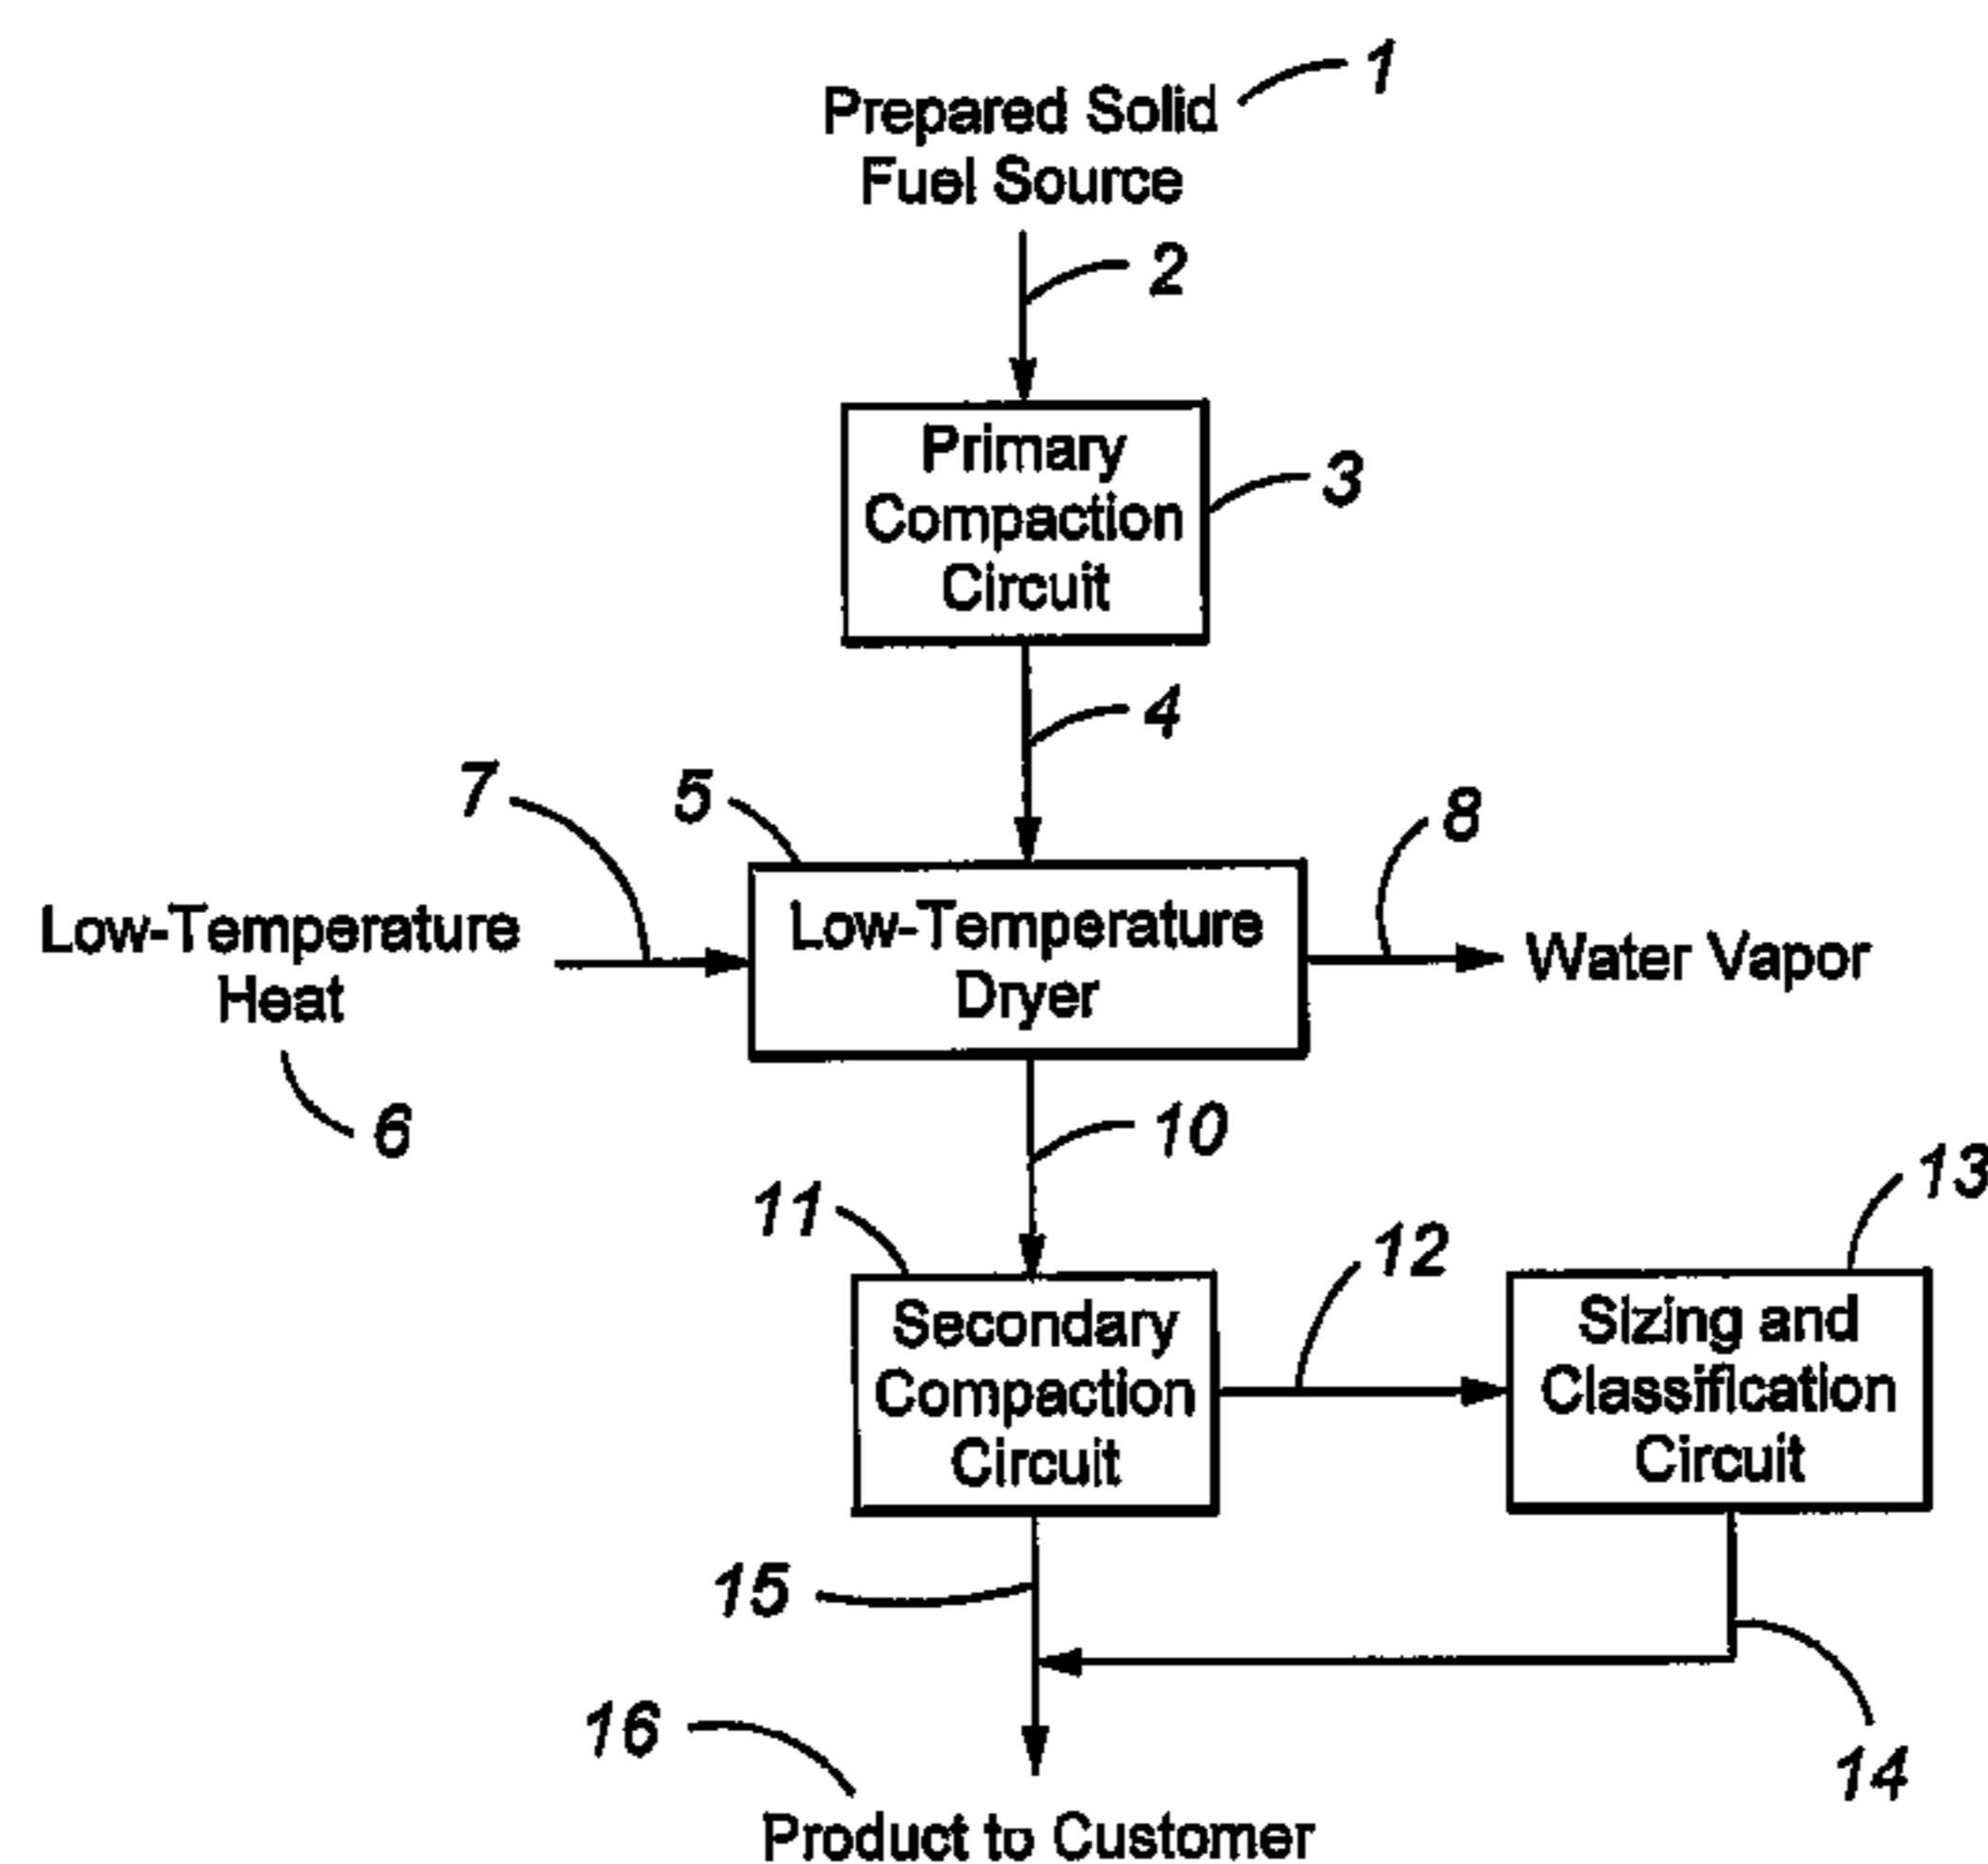 1
Prepared Solid
Fuel Source
2
Primary
Compaction
Circuit
3
4
7
5
8
Low-Temperature
Heat
Low-Temperature
Dryer
Water Vapor
6
10
11
12
13
Secondary
Compaction
Circuit
Sizing and
Classification
Circuit
15
16
14
Product to Customer